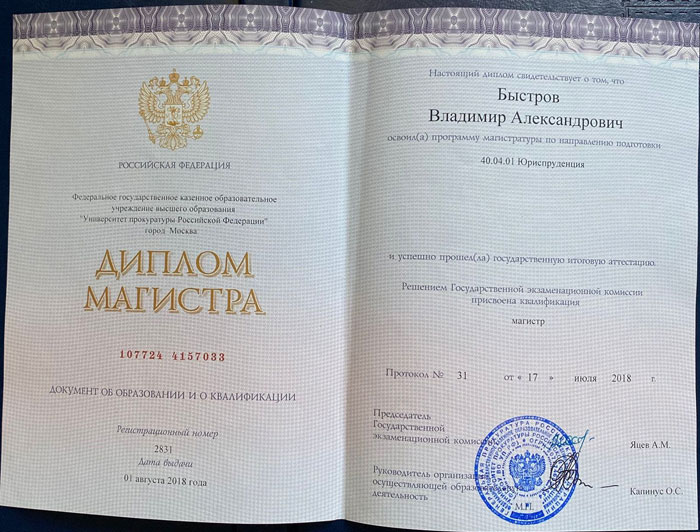 РОССИЙСКАЯ ФЕДЕРАЦИЯ
Федеральное государственное казенное образовательное
учреждение высшего образования
"Университет прокуратуры Российской Федерации"
город Москва
ДИПЛОМ
МАГИСТРА
107724 4157033
ДОКУМЕНТ ОБ ОБРАЗОВАНИИ И О КВАЛИФИКАЦИИ
Регистрационный номер
2831
Дата выдачи
01 августа 2018 года
Настоящий диплом свидетельствует о том, что
Быстров
Владимир Александрович
освоил(а) программу магистратуры по направлению подготовки
40.04.01 Юриспруденция
и успешно прошел(ла) государственную итоговую аттестацию.
Решением Государственной экзаменационной комиссии
присвоена квалификация
магистр
Протокол № 31 от « 17 » июля 2018 г.
Председатель
Государственной
экзаменационной комиссии
Яцев А.М.
Руководитель организации,
осуществляющей образовательную
деятельность
Капинус О.С.
М.П.